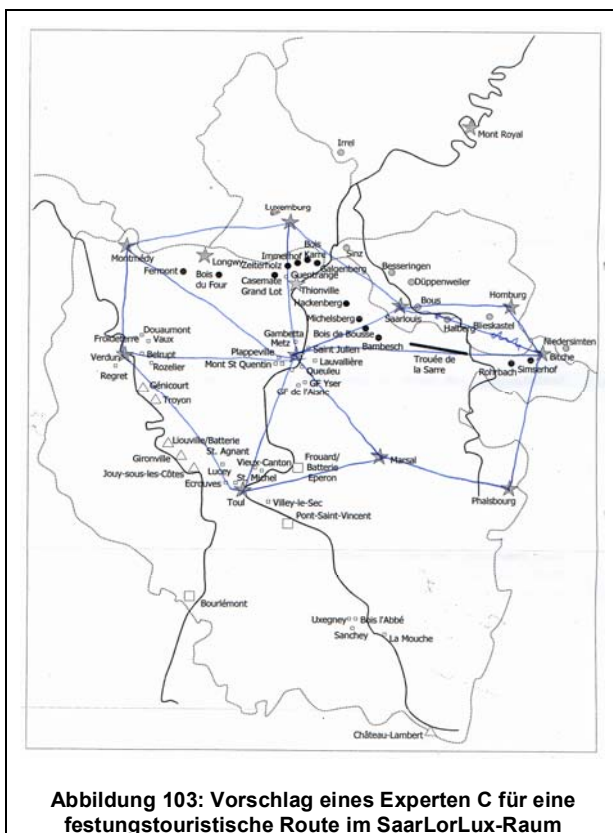 Mont Royal
Irrel
Luxemburg
Montmédy
Longwy
Immerhof
Bois
Karre
Sinz
Zeiterholz
Galgenberg
Besseringen
Fermont
Bois
du Four
Casemate
Grand Lot
Guentrange
Thionville
Düppenweiler
Hackenberg
Bous
Homburg
Saarlouis
Michelsberg
Halberg
Blieskastel
Douaumont
Froideterre
Vaux
Gambetta
Metz
Bois de Bousse
Niedersimten
Verdun
Belrupt
Plappeville
Saint Julien
Bambesch
Bitche
Regret
Rozelier
Mont St Quentin
Lauvallière
Queuleu
Trouée de
la Sarre
Rohrbach
Simserhof
Génicourt
GF Yser
GF de l'Aisne
Troyon
Liouville/Batterie
St. Agnant
Gironville
Vieux-Canton
Frouard/
Batterie
Eperon
Marsal
Jouy-sous-les-Côtes
Lucey
St.
Michel
Ecrouves
Toul
Villey-le-Sec
Phalsbourg
Pont-Saint-Vincent
Bourlémont
Uxegney
Bois l'Abbé
Sanchey
La Mouche
Château-Lambert
Abbildung 103: Vorschlag eines Experten C für eine
festungstouristische Route im SaarLorLux-Raum